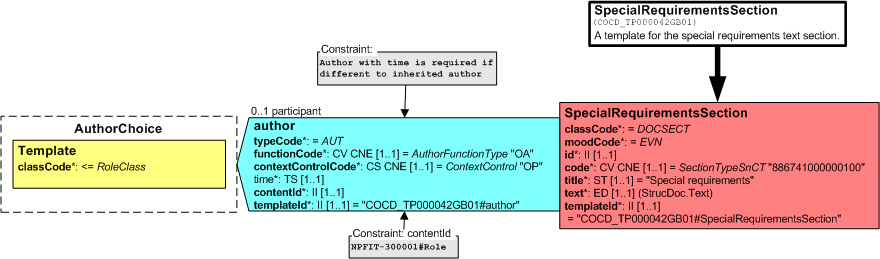 SpecialRequirementsSection
(COCD_TP000042GB01)
A template for the special requirements text section.
Constraint:
Author with time is required if
different to inherited author
0..1 participant
AuthorChoice
Template
classCode*: <= RoleClass
author
typeCode*: = AUT
functionCode*: CV CNE [1..1] = AuthorFunctionType "OA"
contextControlCode*: CS CNE [1..1] = ContextControl "OP"
time*: TS [1..1]
contentId*: II [1..1]
templateId*: II [1..1] = "COCD_TP000042GB01#author"
Constraint: contentId
NPFIT-300001#Role
SpecialRequirementsSection
classCode*: = DOCSECT
moodCode*: = EVN
id*: II [1..1]
code*: CV CNE [1..1] = SectionTypeSnCT "886741000000100"
title*: ST [1..1] = "Special requirements"
text*: ED [1..1] (StrucDoc.Text)
templateId*: II [1..1]
= "COCD_TP000042GB01#SpecialRequirementsSection"